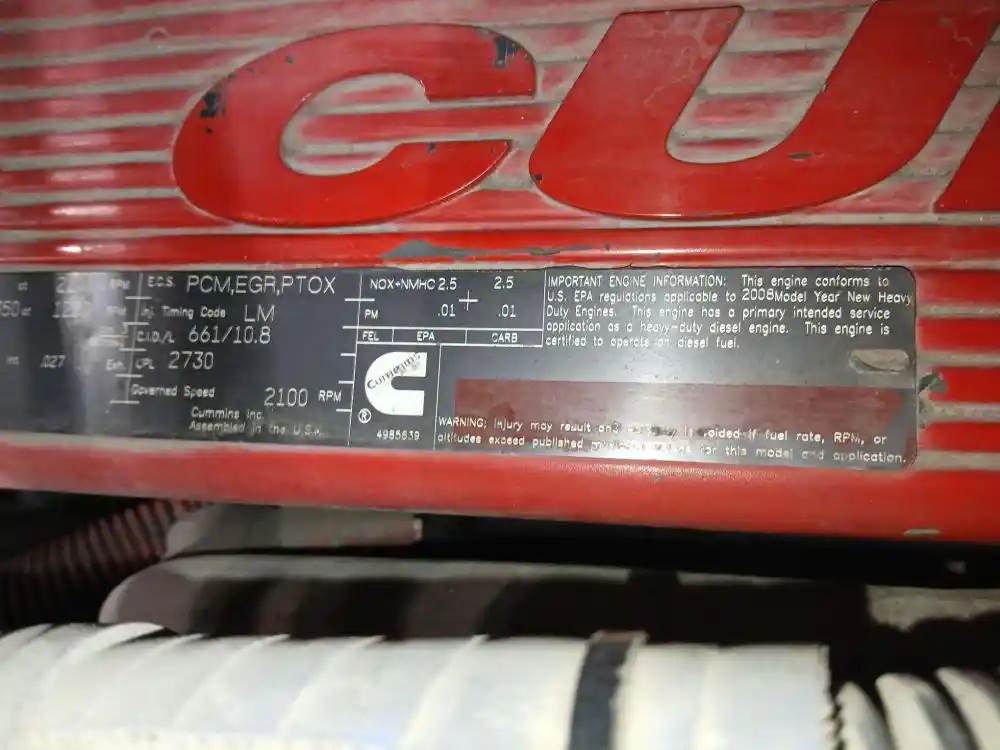 CU
E.C.S. PCM,EGR,PTOX
Inj. Timing Code LM
C.I.D./L 661/10.8
.027 CPL 2730
Governed Speed 2100 RPM
Cummins Inc.
Assembled in the U.S.A.
NOX+NMHC 2.5 2.5
+
PM .01 .01
FEL EPA CARB
Cummins
®
4985639
IMPORTANT ENGINE INFORMATION: This engine conforms to
U.S. EPA regulations applicable to 2008Model Year New Heavy
Duty Engines. This engine has a primary intended service
application as a heavy-duty diesel engine. This engine is
certified to operate on diesel fuel.
WARNING: Injury may result and voided if fuel rate, RPM, or
altitudes exceed published for this model and application.